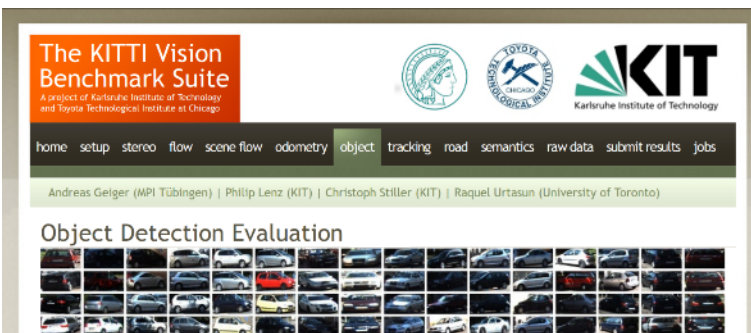 The KITTI Vision
Benchmark Suite
A project of Karlsruhe Institute of Technology
and Toyota Technological Institute at Chicago
TOYOTA
TECHNOLOGICAL INSTITUTE
CHICAGO
KIT
Karlsruhe Institute of Technology
home setup stereo flow scene flow odometry object tracking road semantics raw data submit results jobs
Andreas Geiger (MPI Tübingen) | Philip Lenz (KIT) | Christoph Stiller (KIT) | Raquel Urtasun (University of Toronto)
Object Detection Evaluation